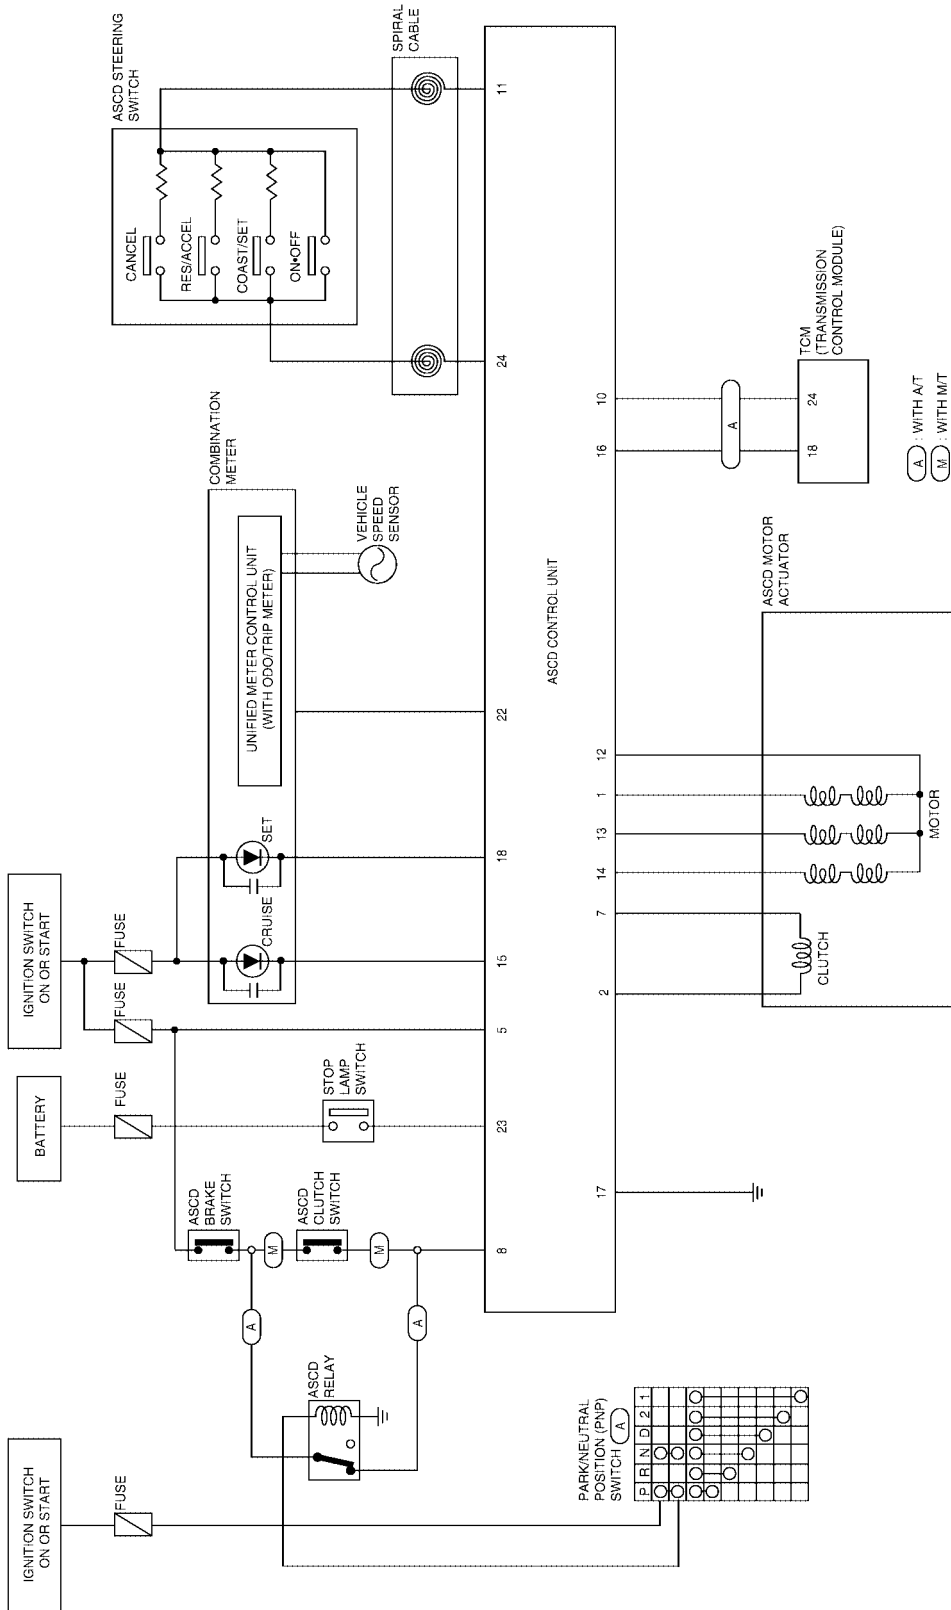 IGNITION SWITCH
ON OR START
FUSE
PARK/NEUTRAL
POSITION (PNP)
SWITCH
A
P R N D 2 1
ASCD
RELAY
A
A
BATTERY
FUSE
ASCD
BRAKE
SWITCH
M
ASCD
CLUTCH
SWITCH
M
8
STOP
LAMP
SWITCH
23
IGNITION SWITCH
ON OR START
FUSE
FUSE
5
COMBINATION
METER
CRUISE
SET
UNIFIED METER CONTROL UNIT
(WITH ODO/TRIP METER)
VEHICLE
SPEED
SENSOR
15
18
22
ASCD STEERING
SWITCH
CANCEL
RES/ACCEL
COAST/SET
ON•OFF
SPIRAL
CABLE
24
11
ASCD CONTROL UNIT
17
2
7
14
13
1
12
16
10
CLUTCH
MOTOR
ASCD MOTOR
ACTUATOR
A
18
24
TCM
(TRANSMISSION
CONTROL MODULE)
A : WITH A/T
M : WITH M/T